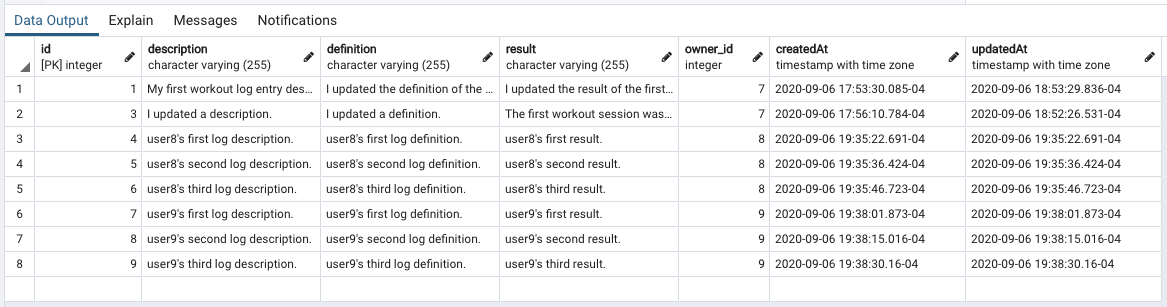 Data Output Explain Messages Notifications
id description definition result owner_id createdAt updatedAt
[PK] integer character varying (255) character varying (255) character varying (255) integer timestamp with time zone timestamp with time zone
1 1 My first workout log entry des... I updated the definition of the ... I updated the result of the first... 7 2020-09-06 17:53:30.085-04 2020-09-06 18:53:29.836-04
2 3 I updated a description. I updated a definition. The first workout session was... 7 2020-09-06 17:56:10.784-04 2020-09-06 18:52:26.531-04
3 4 user8's first log description. user8's first log definition. user8's first result. 8 2020-09-06 19:35:22.691-04 2020-09-06 19:35:22.691-04
4 5 user8's second log description. user8's second log definition. user8's second result. 8 2020-09-06 19:35:36.424-04 2020-09-06 19:35:36.424-04
5 6 user8's third log description. user8's third log definition. user8's third result. 8 2020-09-06 19:35:46.723-04 2020-09-06 19:35:46.723-04
6 7 user9's first log description. user9's first log definition. user9's first result. 9 2020-09-06 19:38:01.873-04 2020-09-06 19:38:01.873-04
7 8 user9's second log description. user9's second log definition. user9's second result. 9 2020-09-06 19:38:15.016-04 2020-09-06 19:38:15.016-04
8 9 user9's third log description. user9's third log definition. user9's third result. 9 2020-09-06 19:38:30.16-04 2020-09-06 19:38:30.16-04